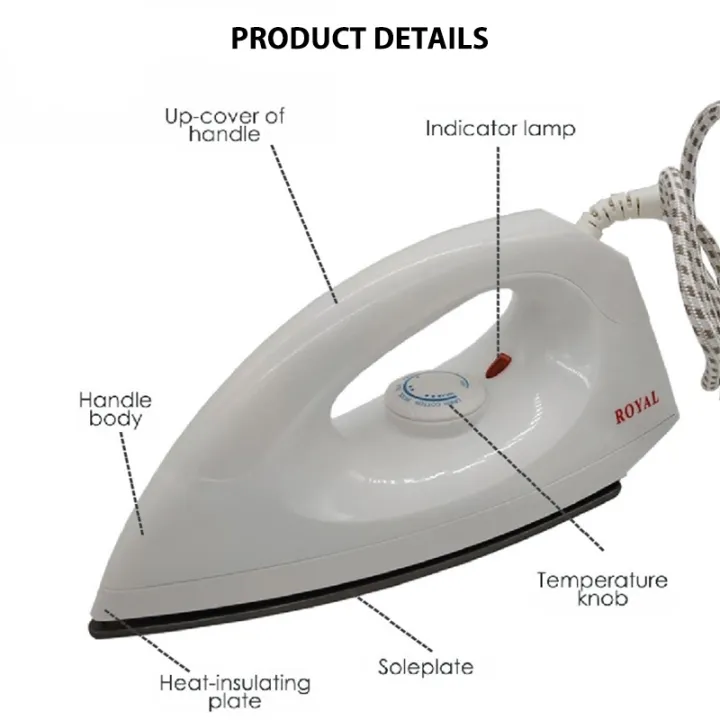 PRODUCT DETAILS
Up-cover of
handle
Indicator lamp
Handle
body
ROYAL
Temperature
knob
Soleplate
Heat-insulating
plate